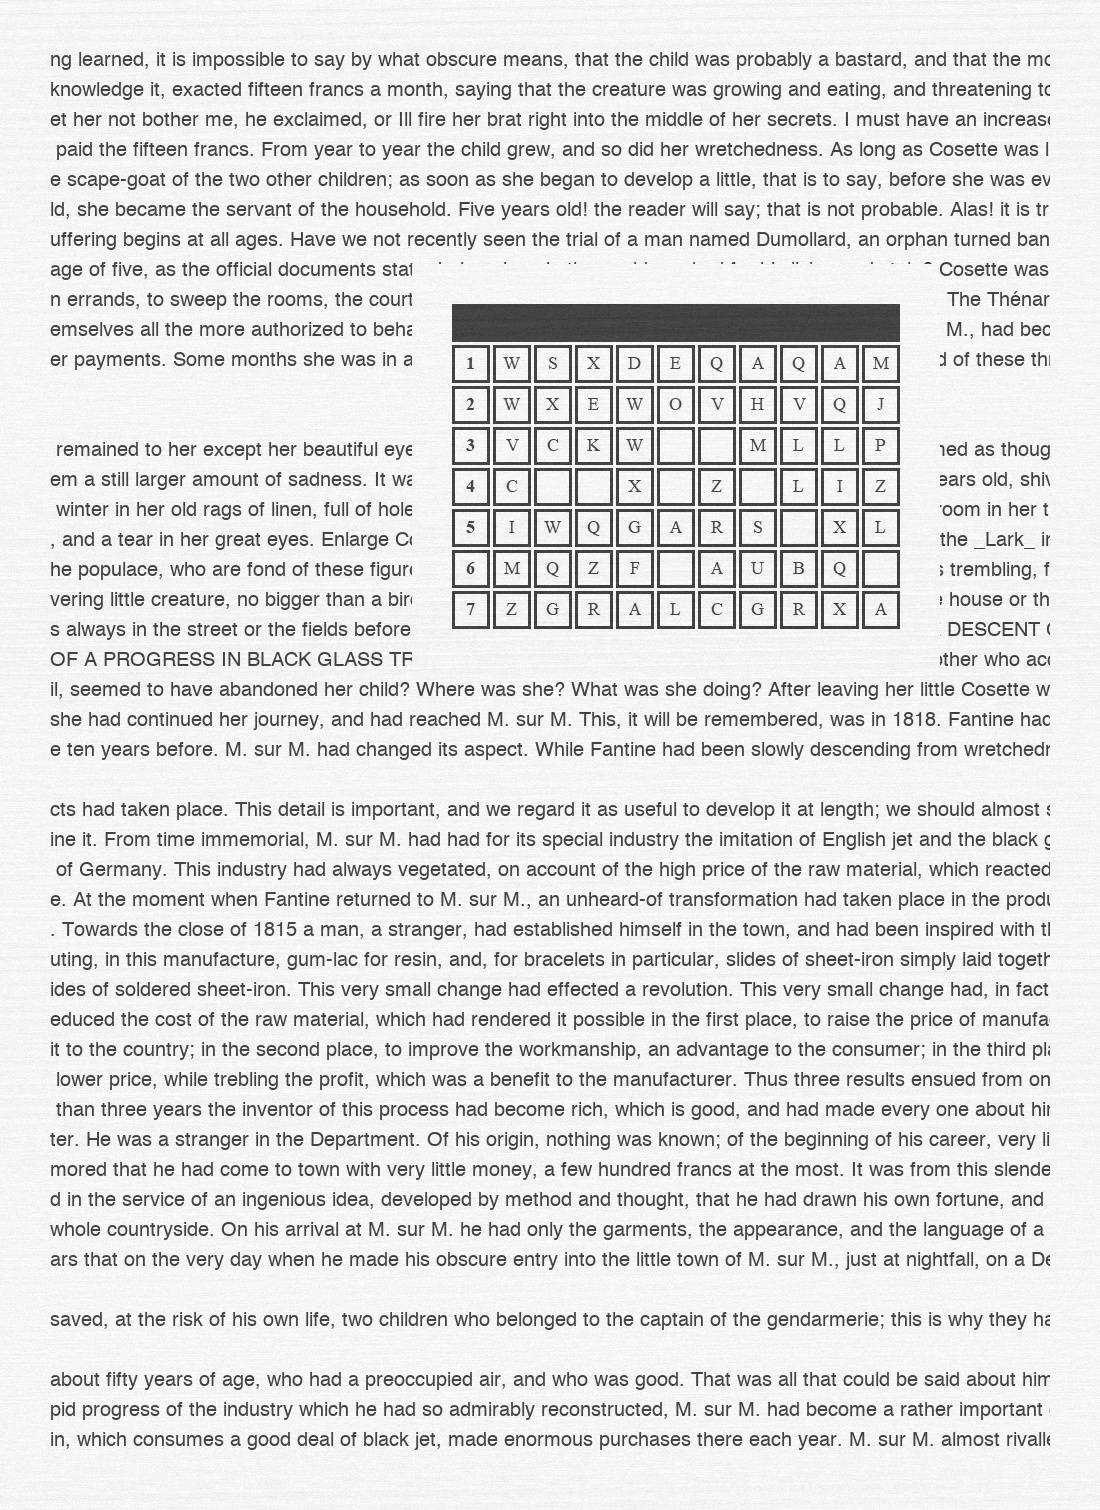 ng learned, it is impossible to say by what obscure means, that the child was probably a bastard, and that the mo
knowledge it, exacted fifteen francs a month, saying that the creature was growing and eating, and threatening to
et her not bother me, he exclaimed, or Ill fire her brat right into the middle of her secrets. I must have an increase
paid the fifteen francs. From year to year the child grew, and so did her wretchedness. As long as Cosette was l
e scape-goat of the two other children; as soon as she began to develop a little, that is to say, before she was ev
ld, she became the servant of the household. Five years old! the reader will say; that is not probable. Alas! it is tr
uffering begins at all ages. Have we not recently seen the trial of a man named Dumollard, an orphan turned ban
age of five, as the official documents stat Cosette was
n errands, to sweep the rooms, the court The Thénar
emselves all the more authorized to beha M., had bec
er payments. Some months she was in a d of these thr
remained to her except her beautiful eye ned as thoug
em a still larger amount of sadness. It wa ears old, shiv
winter in her old rags of linen, full of hole room in her t
, and a tear in her great eyes. Enlarge Co the _Lark_ in
he populace, who are fond of these figure s trembling, f
vering little creature, no bigger than a bird house or th
s always in the street or the fields before DESCENT O
OF A PROGRESS IN BLACK GLASS TR other who acc
1 W S X D E Q A Q A M
2 W X E W O V H V Q J
3 V C K W M L L P
4 C X Z L I Z
5 I W Q G A R S X L
6 M Q Z F A U B Q
7 Z G R A L C G R X A
il, seemed to have abandoned her child? Where was she? What was she doing? After leaving her little Cosette w
she had continued her journey, and had reached M. sur M. This, it will be remembered, was in 1818. Fantine had
e ten years before. M. sur M. had changed its aspect. While Fantine had been slowly descending from wretchedn
cts had taken place. This detail is important, and we regard it as useful to develop it at length; we should almost s
ine it. From time immemorial, M. sur M. had had for its special industry the imitation of English jet and the black g
of Germany. This industry had always vegetated, on account of the high price of the raw material, which reacted
e. At the moment when Fantine returned to M. sur M., an unheard-of transformation had taken place in the produ
. Towards the close of 1815 a man, a stranger, had established himself in the town, and had been inspired with th
uting, in this manufacture, gum-lac for resin, and, for bracelets in particular, slides of sheet-iron simply laid togeth
ides of soldered sheet-iron. This very small change had effected a revolution. This very small change had, in fact
educed the cost of the raw material, which had rendered it possible in the first place, to raise the price of manufa
it to the country; in the second place, to improve the workmanship, an advantage to the consumer; in the third pla
lower price, while trebling the profit, which was a benefit to the manufacturer. Thus three results ensued from on
than three years the inventor of this process had become rich, which is good, and had made every one about him
ter. He was a stranger in the Department. Of his origin, nothing was known; of the beginning of his career, very li
mored that he had come to town with very little money, a few hundred francs at the most. It was from this slende
d in the service of an ingenious idea, developed by method and thought, that he had drawn his own fortune, and
whole countryside. On his arrival at M. sur M. he had only the garments, the appearance, and the language of a
ars that on the very day when he made his obscure entry into the little town of M. sur M., just at nightfall, on a De
saved, at the risk of his own life, two children who belonged to the captain of the gendarmerie; this is why they ha
about fifty years of age, who had a preoccupied air, and who was good. That was all that could be said about him
pid progress of the industry which he had so admirably reconstructed, M. sur M. had become a rather important
in, which consumes a good deal of black jet, made enormous purchases there each year. M. sur M. almost rivalle